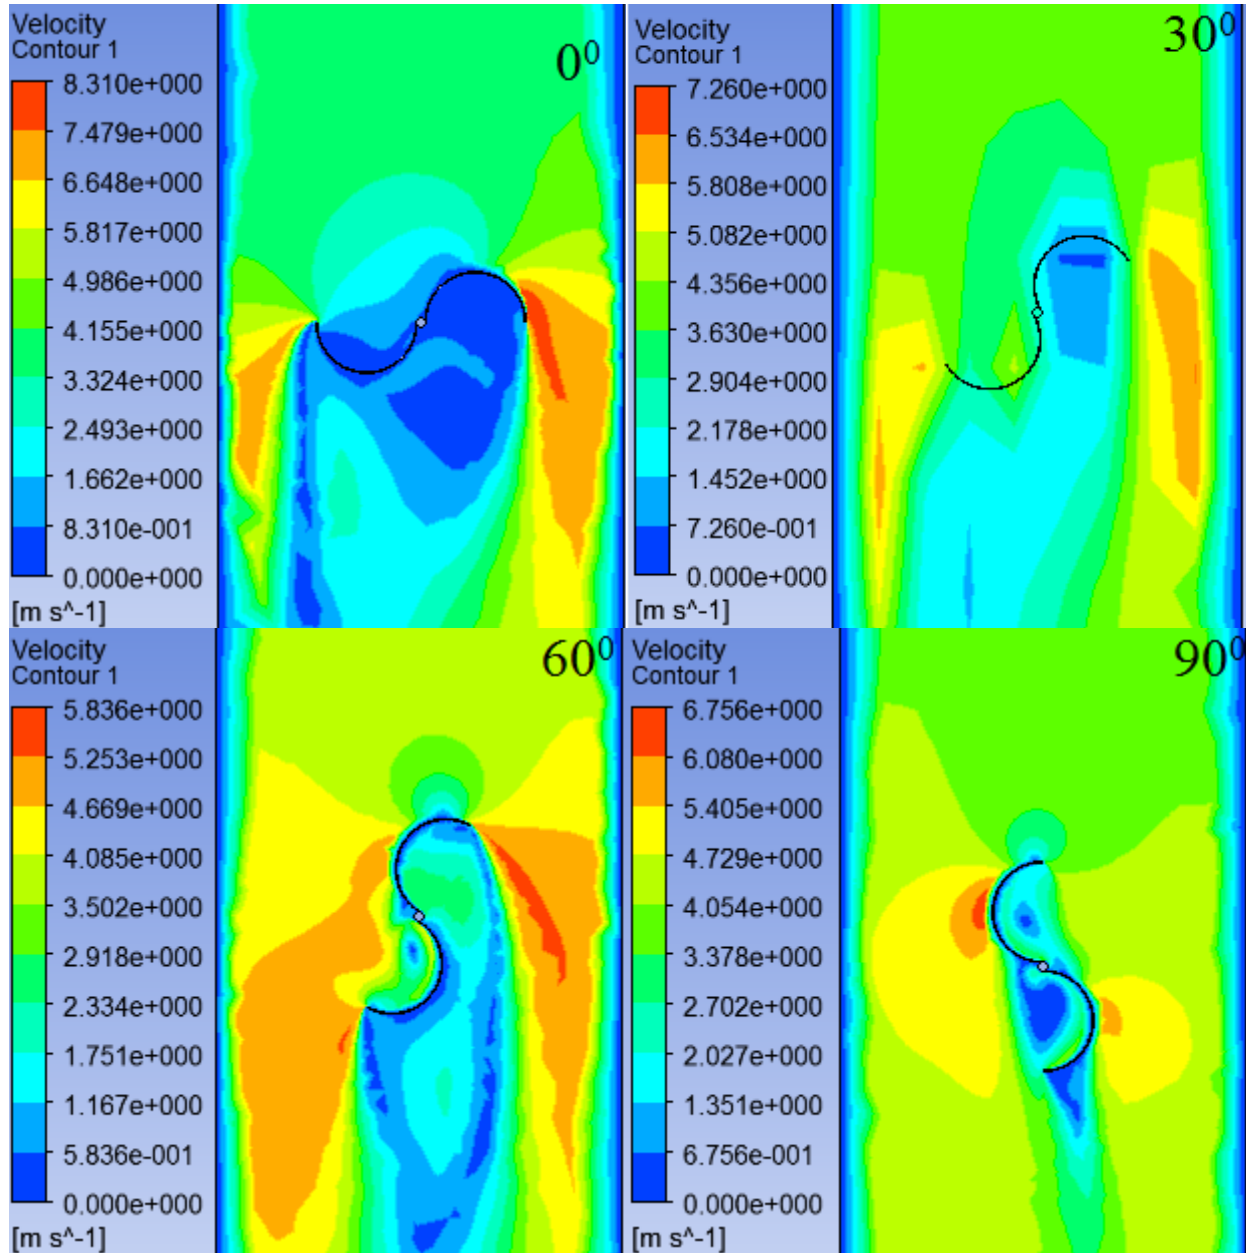 Velocity
Contour 1
0⁰
8.310e+000
7.479e+000
6.648e+000
5.817e+000
4.986e+000
4.155e+000
3.324e+000
2.493e+000
1.662e+000
8.310e-001
0.000e+000
[m s^-1]
Velocity
Contour 1
30⁰
7.260e+000
6.534e+000
5.808e+000
5.082e+000
4.356e+000
3.630e+000
2.904e+000
2.178e+000
1.452e+000
7.260e-001
0.000e+000
[m s^-1]
Velocity
Contour 1
60⁰
5.836e+000
5.253e+000
4.669e+000
4.085e+000
3.502e+000
2.918e+000
2.334e+000
1.751e+000
1.167e+000
5.836e-001
0.000e+000
[m s^-1]
Velocity
Contour 1
90⁰
6.756e+000
6.080e+000
5.405e+000
4.729e+000
4.054e+000
3.378e+000
2.702e+000
2.027e+000
1.351e+000
6.756e-001
0.000e+000
[m s^-1]